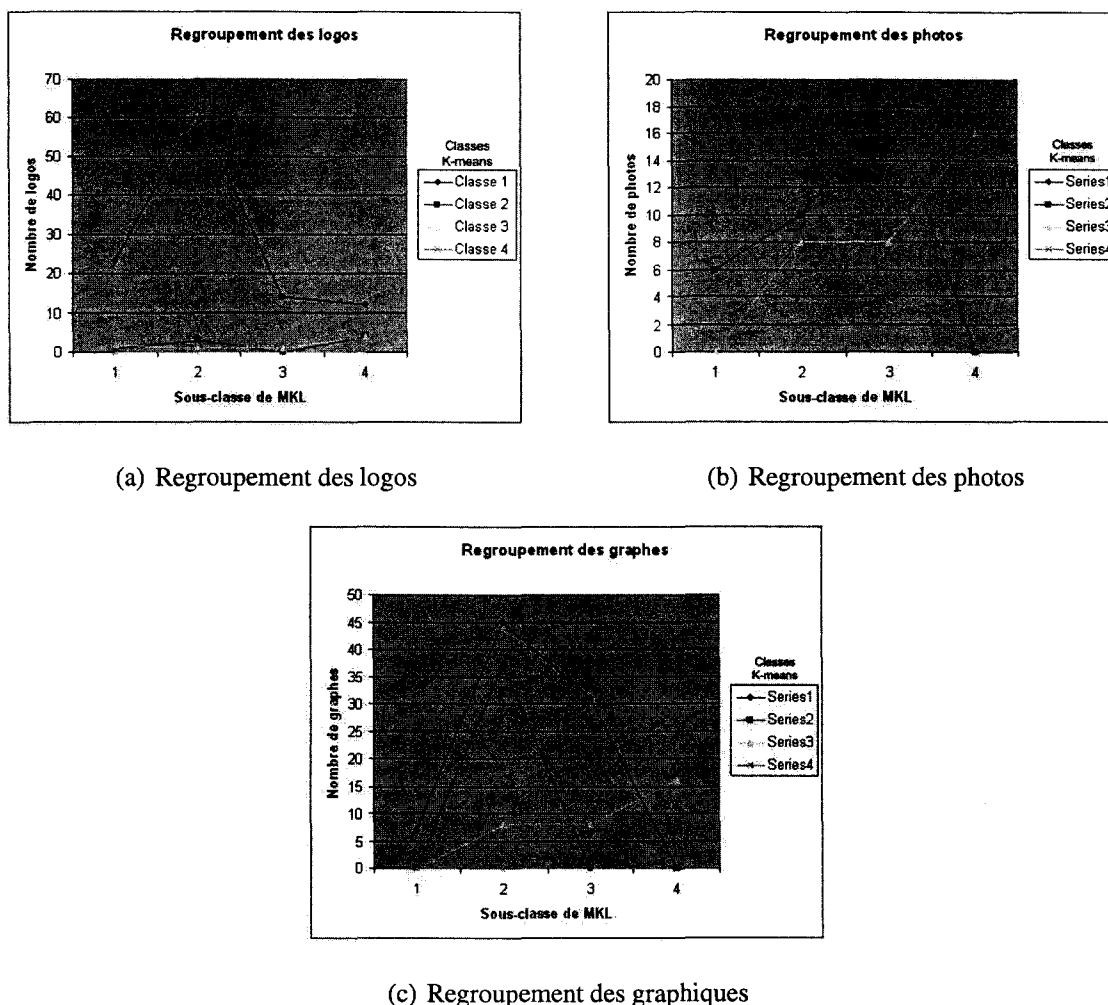 Regroupement des logos
70
60
50
40
30
20
10
0
Nombre de logos
1 2 3 4
Sous-classe de MKL
Classes
K-means
Classe 1
Classe 2
Classe 3
Classe 4
(a) Regroupement des logos
Regroupement des photos
20
18
16
14
12
10
8
6
4
2
0
Nombre de photos
1 2 3 4
Sous-classe de MKL
Classes
K-means
Series1
Series2
Series3
Series4
(b) Regroupement des photos
Regroupement des graphes
50
45
40
35
30
25
20
15
10
5
0
Nombre de graphes
1 2 3 4
Sous-classe de MKL
Classes
K-means
Series1
Series2
Series3
Series4
(c) Regroupement des graphiques